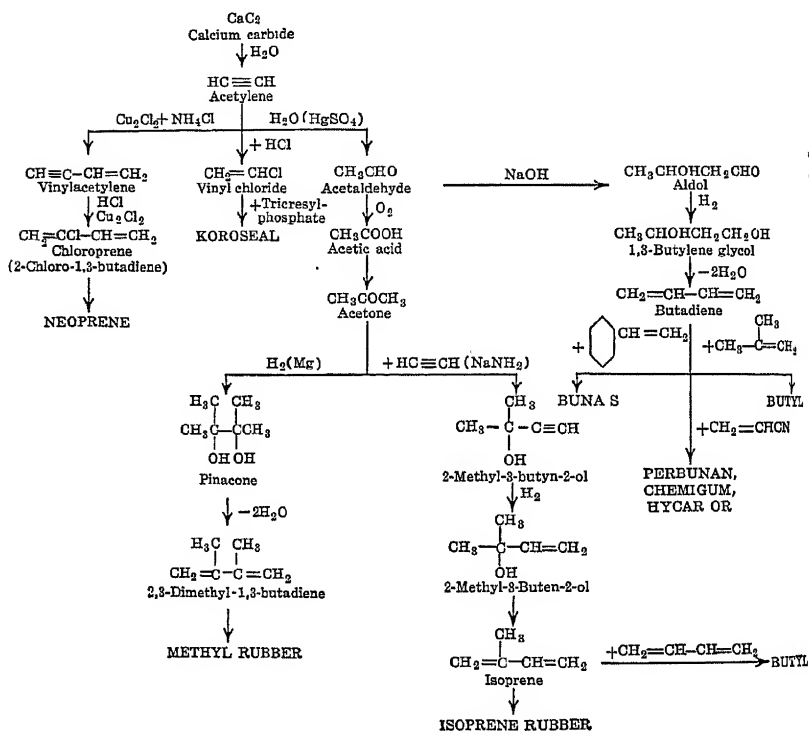 CaC2
Calcium carbide
H2O
HC≡CH
Acetylene
Cu2Cl2+ NH4Cl
H2O (HgSO4)
+ HCl
CH≡C-CH=CH2
Vinylacetylene
HCl
Cu2Cl2
CH2=CCl-CH=CH2
Chloroprene
(2-Chloro-1,3-butadiene)
NEOPRENE
CH2=CHCl
Vinyl chloride
+Tricresyl-
phosphate
KOROSEAL
CH3CHO
Acetaldehyde
O2
CH3COOH
Acetic acid
CH3COCH3
Acetone
NaOH
CH3CHOHCH2CHO
Aldol
H2
CH3CHOHCH2CH2OH
1,3-Butylene glycol
-2H2O
CH2=CH-CH=CH2
Butadiene
+ CH=CH2
CH3
+CH3-C=CH2
BUNA S
BUTYL
+CH2=CHCN
PERBUNAN,
CHEMIGUM,
HYCAR OR
H2(Mg)
+HC≡CH (NaNH2)
H3C CH3
CH3-C-C-CH3
OH OH
Pinacone
-2H2O
H3C CH3
CH2=C-C=CH2
2,3-Dimethyl-1,3-butadiene
METHYL RUBBER
CH3
CH3-C-C≡CH
OH
2-Methyl-3-butyn-2-ol
H2
CH3
CH3-C-CH=CH2
OH
2-Methyl-3-Buten-2-ol
CH3
CH2=C-CH=CH2
Isoprene
+CH2=CH-CH=CH2
BUTYL
ISOPRENE RUBBER